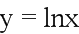 y = lnx